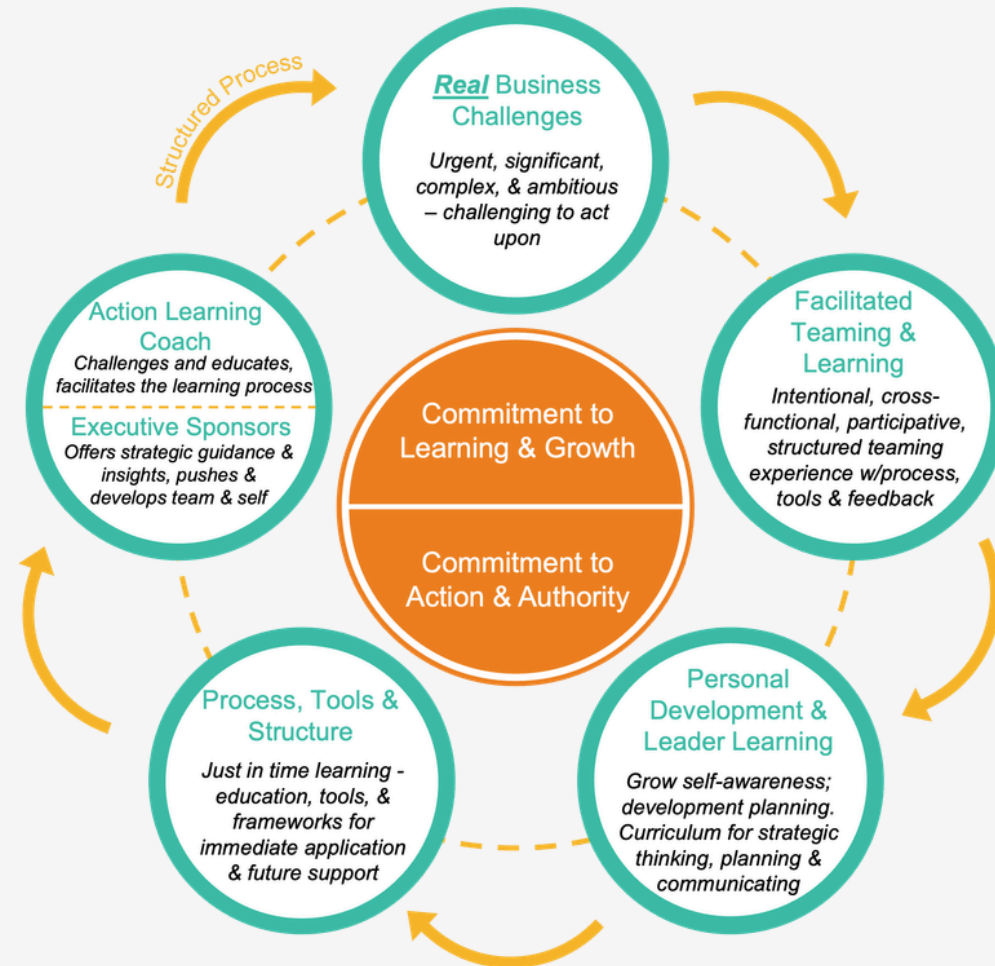 Structured Process
Real Business
Challenges
Urgent, significant,
complex, & ambitious
– challenging to act
upon
Facilitated
Teaming &
Learning
Intentional, cross-
functional, participative,
structured teaming
experience w/process,
tools & feedback
Personal
Development &
Leader Learning
Grow self-awareness;
development planning.
Curriculum for strategic
thinking, planning &
communicating
Process, Tools &
Structure
Just in time learning -
education, tools, &
frameworks for
immediate application
& future support
Action Learning
Coach
Challenges and educates,
facilitates the learning process
Executive Sponsors
Offers strategic guidance &
insights, pushes &
develops team & self
Commitment to
Learning & Growth
Commitment to
Action & Authority